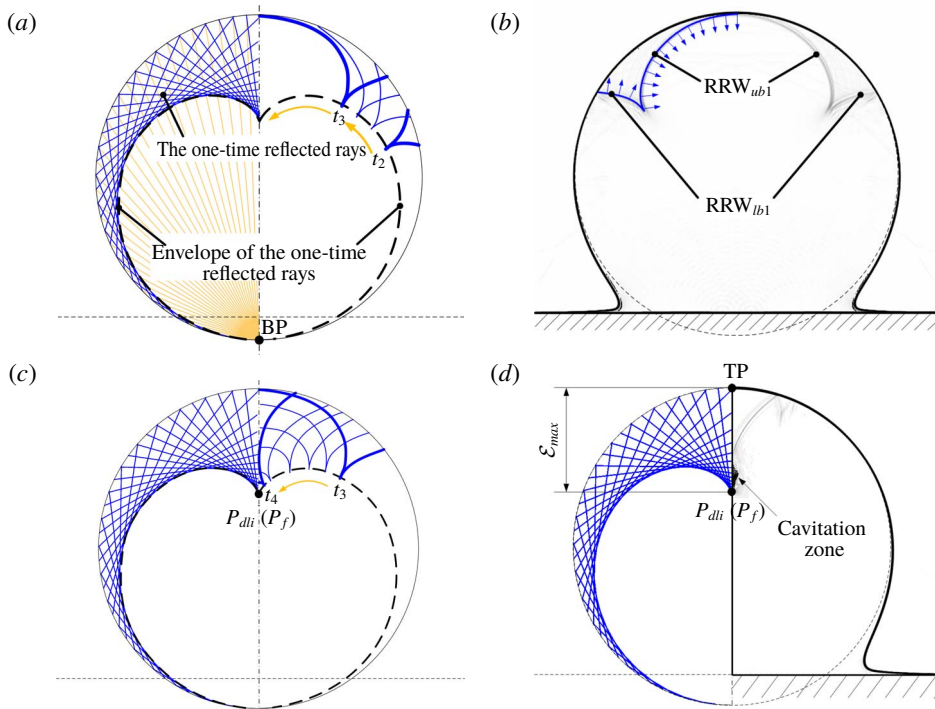 (a)
t3
t2
The one-time reflected rays
Envelope of the one-time
reflected rays
BP
(b)
RRWub1
RRWlb1
(c)
t4
t3
Pdli (Pf)
(d)
TP
ℰmax
Pdli (Pf)
Cavitation
zone